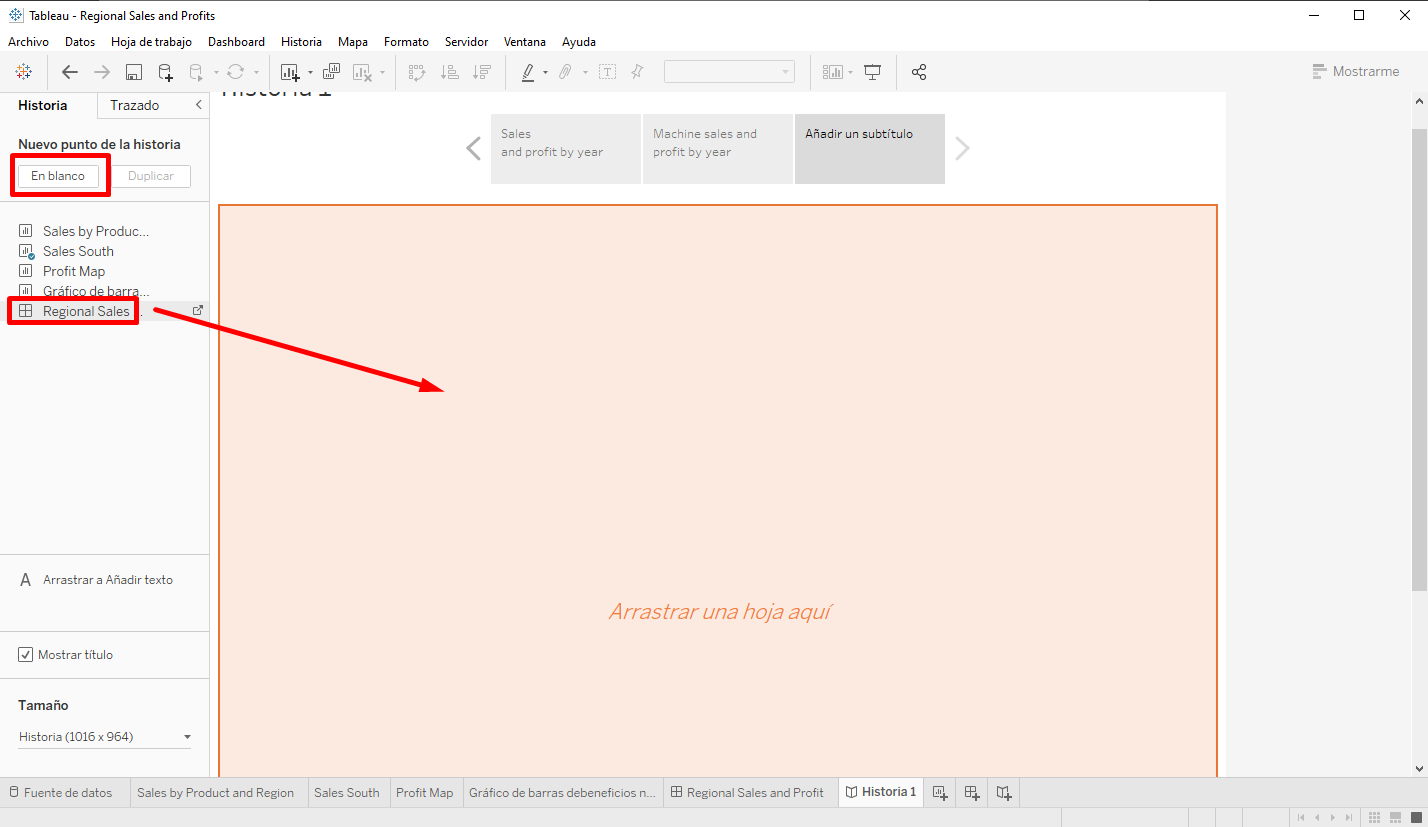 Tableau - Regional Sales and Profits
Archivo Datos Hoja de trabajo Dashboard Historia Mapa Formato Servidor Ventana Ayuda
Mostrarme
Historia Trazado
Historia 1
Nuevo punto de la historia
En blanco Duplicar
Sales by Produc...
Sales South
Profit Map
Gráfico de barra...
Regional Sales
Sales
and profit by year
Machine sales and
profit by year
Añadir un subtítulo
Arrastrar una hoja aquí
A Arrastrar a Añadir texto
Mostrar título
Tamaño
Historia (1016 x 964)
Fuente de datos Sales by Product and Region Sales South Profit Map Gráfico de barras debeneficios n... Regional Sales and Profit Historia 1